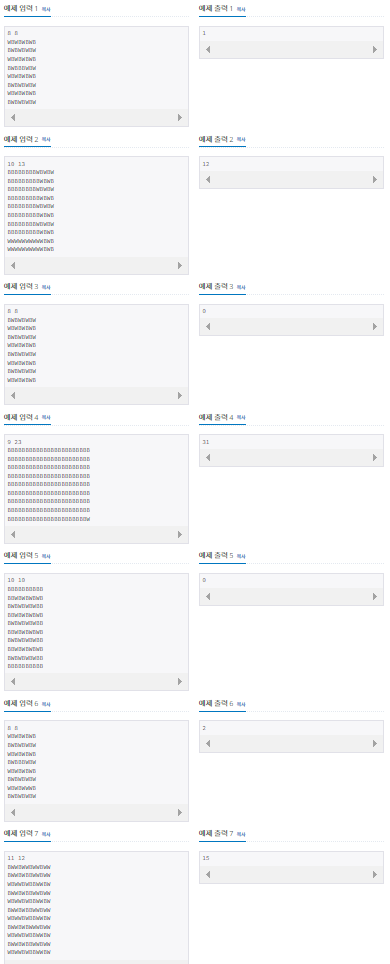 예제 입력 1 복사
예제 출력 1 복사
8 8
WBWBWBWB
BWBWBWBW
WBWBWBWB
BWBBBWBW
WBWBWBWB
BWBWBWBW
WBWBWBWB
BWBWBWBW
1
예제 입력 2 복사
예제 출력 2 복사
10 13
BBBBBBBBWBWBW
BBBBBBBBBWBWB
BBBBBBBBWBWBW
BBBBBBBBBWBWB
BBBBBBBBWBWBW
BBBBBBBBBWBWB
BBBBBBBBWBWBW
BBBBBBBBBWBWB
WWWWWWWWWWBWB
WWWWWWWWWWBWB
12
예제 입력 3 복사
예제 출력 3 복사
8 8
BWBWBWBW
WBWBWBWB
BWBWBWBW
WBWBWBWB
BWBWBWBW
WBWBWBWB
BWBWBWBW
WBWBWBWB
0
예제 입력 4 복사
예제 출력 4 복사
9 23
BBBBBBBBBBBBBBBBBBBBBBB
BBBBBBBBBBBBBBBBBBBBBBB
BBBBBBBBBBBBBBBBBBBBBBB
BBBBBBBBBBBBBBBBBBBBBBB
BBBBBBBBBBBBBBBBBBBBBBB
BBBBBBBBBBBBBBBBBBBBBBB
BBBBBBBBBBBBBBBBBBBBBBB
BBBBBBBBBBBBBBBBBBBBBBB
BBBBBBBBBBBBBBBBBBBBBBW
31
예제 입력 5 복사
예제 출력 5 복사
10 10
BBBBBBBBBB
BBWBWBWBWB
BWBWBWBWBB
BBWBWBWBWB
BWBWBWBWBB
BBWBWBWBWB
BWBWBWBWBB
BBWBWBWBWB
BWBWBWBWBB
BBBBBBBBBB
0
예제 입력 6 복사
예제 출력 6 복사
8 8
WBWBWBWB
BWBWBWBW
WBWBWBWB
BWBBBWBW
WBWBWBWB
BWBWBWBW
WBWBWWWB
BWBWBWBW
2
예제 입력 7 복사
예제 출력 7 복사
11 12
BWWBWWBWWBWW
BWWBWBBWWBWW
WBWWBWBBWWBW
BWWBWBBWWBWW
WBWWBWBBWWBW
BWWBWBBWWBWW
WBWWBWBBWWBW
BWWBWBWWWBWW
WBWWBWBBWWBW
BWWBWBBWWBWW
WBWWBWBBWWBW
15